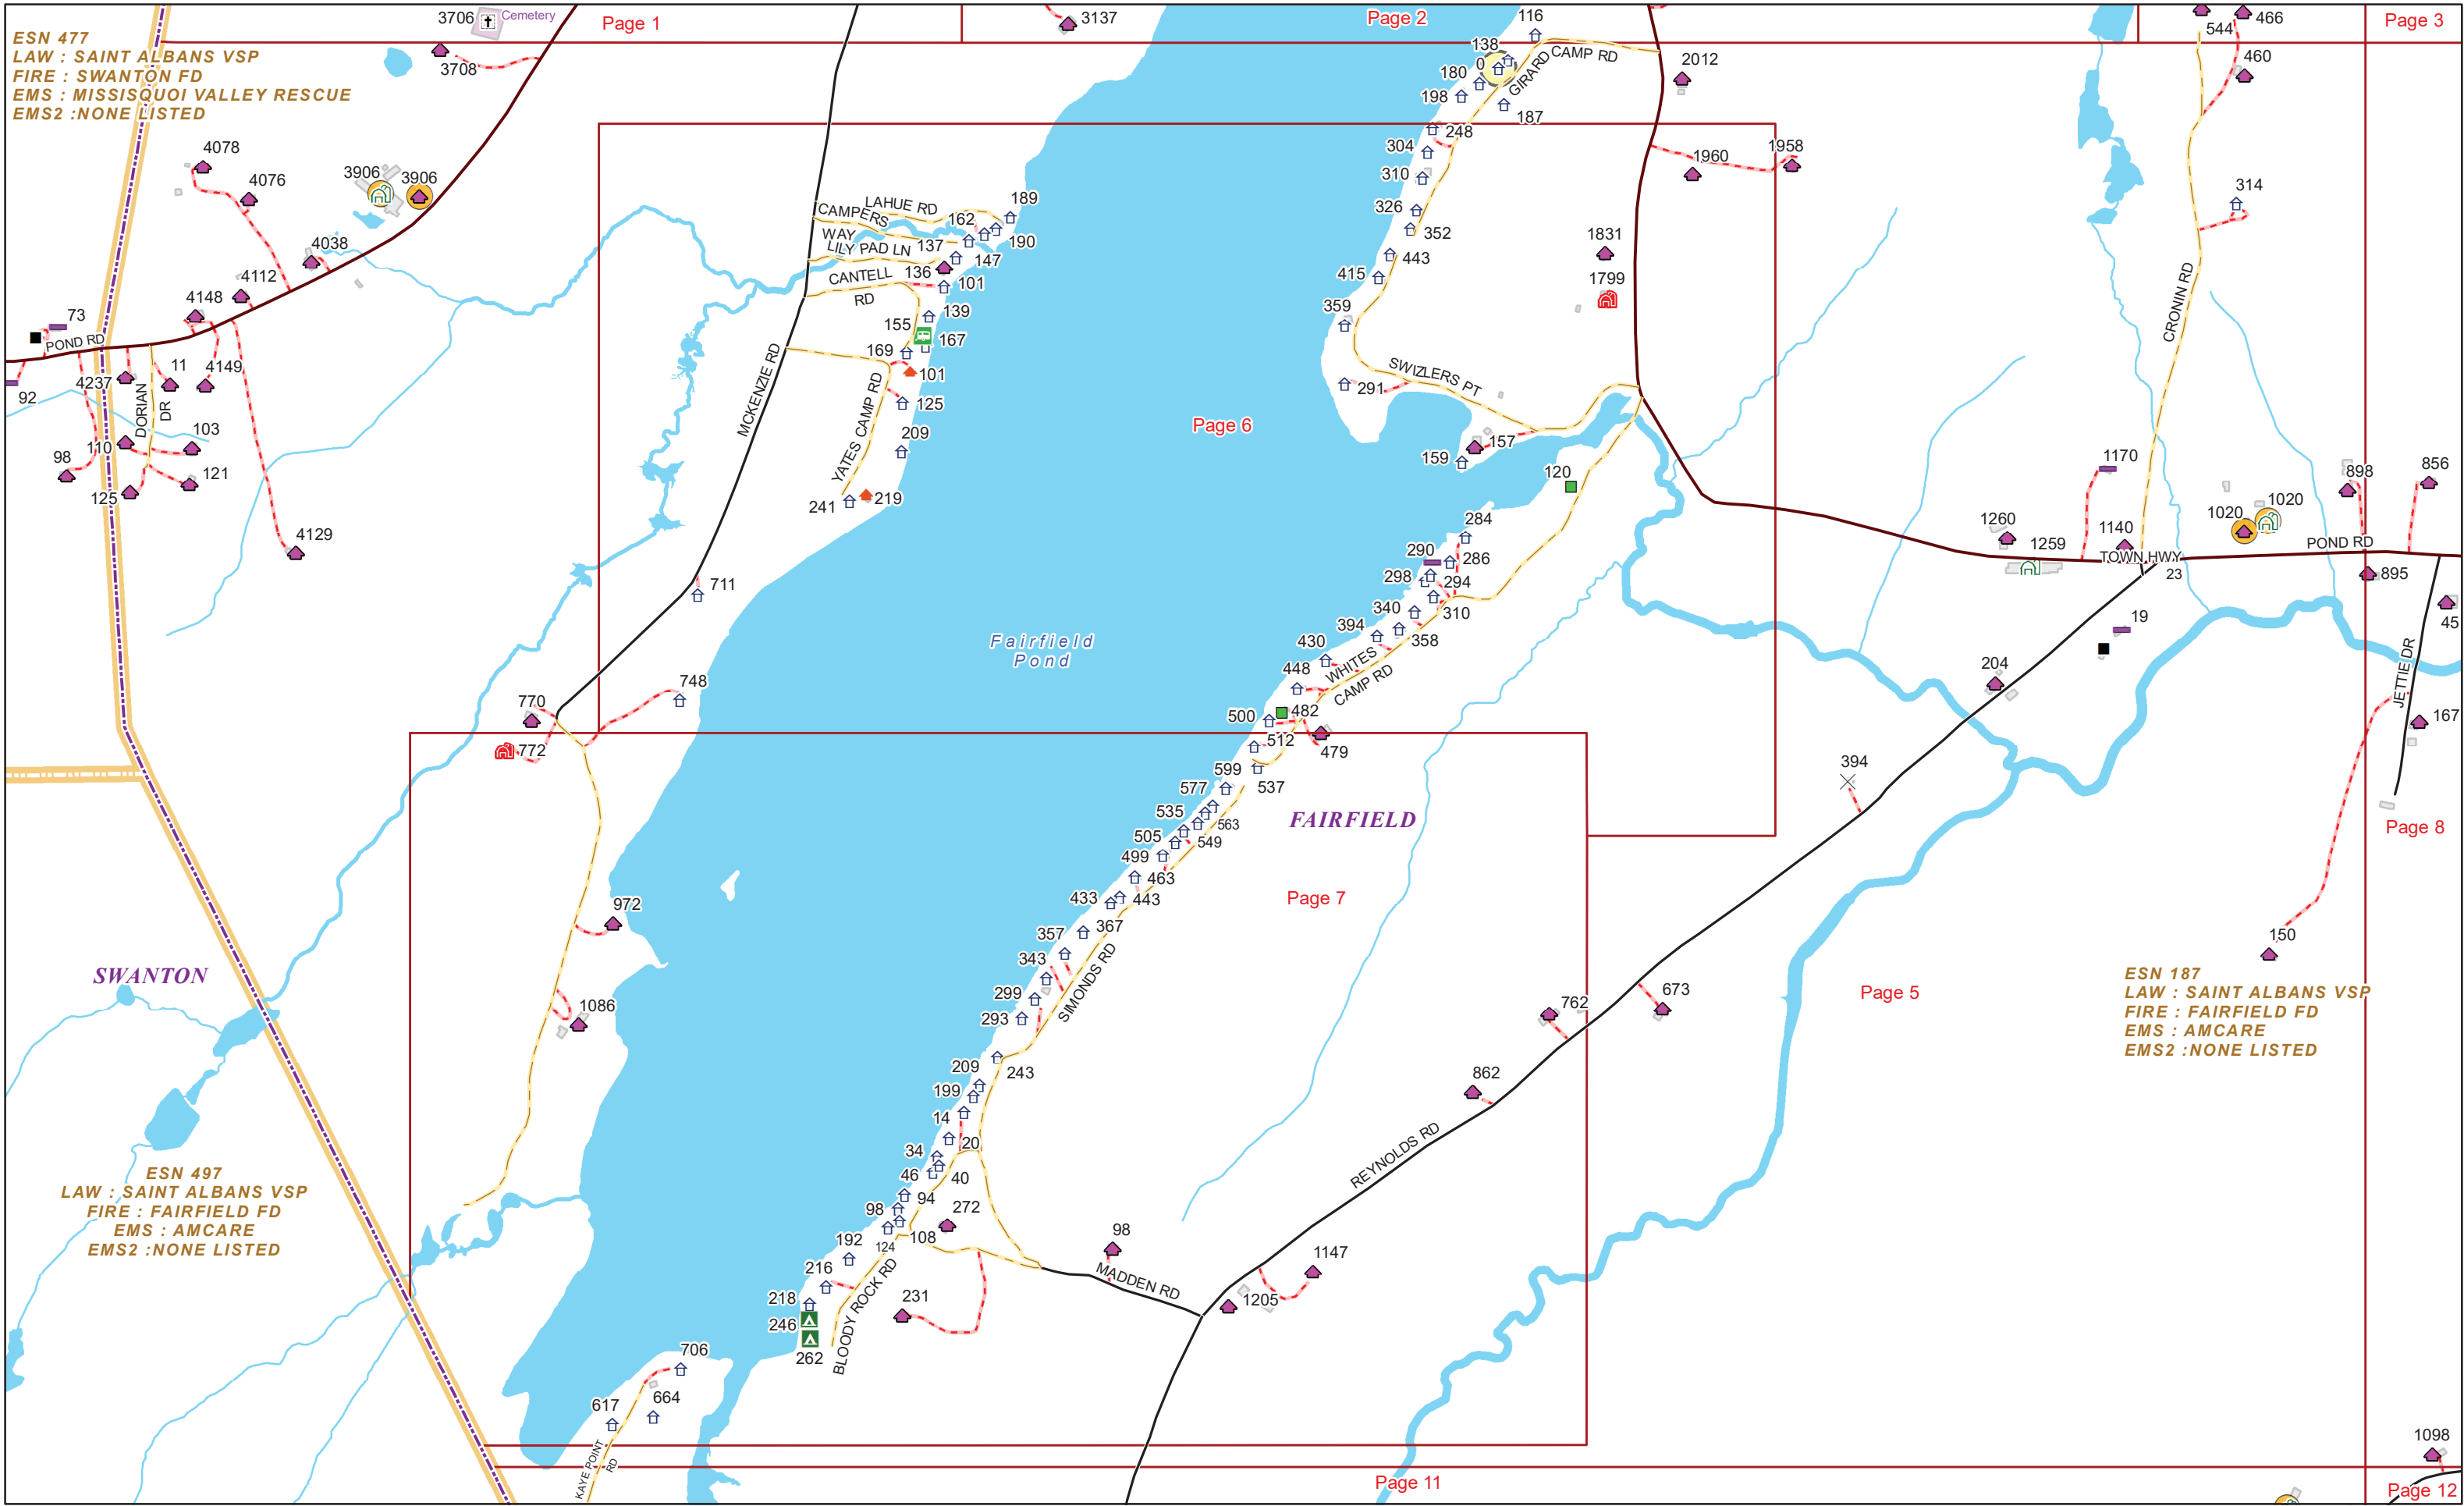 3706
Cemetery
Page 1
3137
Page 2
116
544
466
Page 3
ESN 477
LAW : SAINT ALBANS VSP
FIRE : SWANTON FD
EMS : MISSISQUOI VALLEY RESCUE
EMS2 :NONE LISTED
3708
138
0
180
198
GIRARD
CAMP RD
187
2012
460
4078
4076
3906
3906
4038
4112
4148
248
304
310
326
352
443
415
359
291
1960
1958
314
1831
1799
LAHUE RD
CAMPERS
WAY
LILY PAD LN
CANTELL
RD
162
189
190
137
147
136
101
139
155
167
169
101
125
209
241
219
MCKENZIE RD
YATES CAMP RD
73
POND RD
92
4237
11
4149
DORIAN
DR
110
103
98
121
125
4129
Page 6
SWIZLERS PT
157
159
120
CRONIN RD
1170
1260
1259
1140
TOWN HWY
23
1020
1020
898
856
POND RD
895
45
JETTIE DR
167
19
204
394
284
290
286
298
294
340
310
394
358
430
448
WHITES
CAMP RD
500
482
512
479
711
748
770
772
Fairfield
Pond
599
537
577
535
563
505
549
499
463
433
443
367
357
343
299
293
SIMONDS RD
FAIRFIELD
Page 7
Page 8
972
1086
SWANTON
150
ESN 187
LAW : SAINT ALBANS VSP
FIRE : FAIRFIELD FD
EMS : AMCARE
EMS2 :NONE LISTED
Page 5
762
673
862
209
243
199
14
20
34
46
40
94
98
272
108
124
192
216
218
246
262
BLOODY ROCK RD
231
98
MADDEN RD
1147
1205
REYNOLDS RD
ESN 497
LAW : SAINT ALBANS VSP
FIRE : FAIRFIELD FD
EMS : AMCARE
EMS2 :NONE LISTED
706
664
617
KAYE POINT
RD
1098
Page 11
Page 12